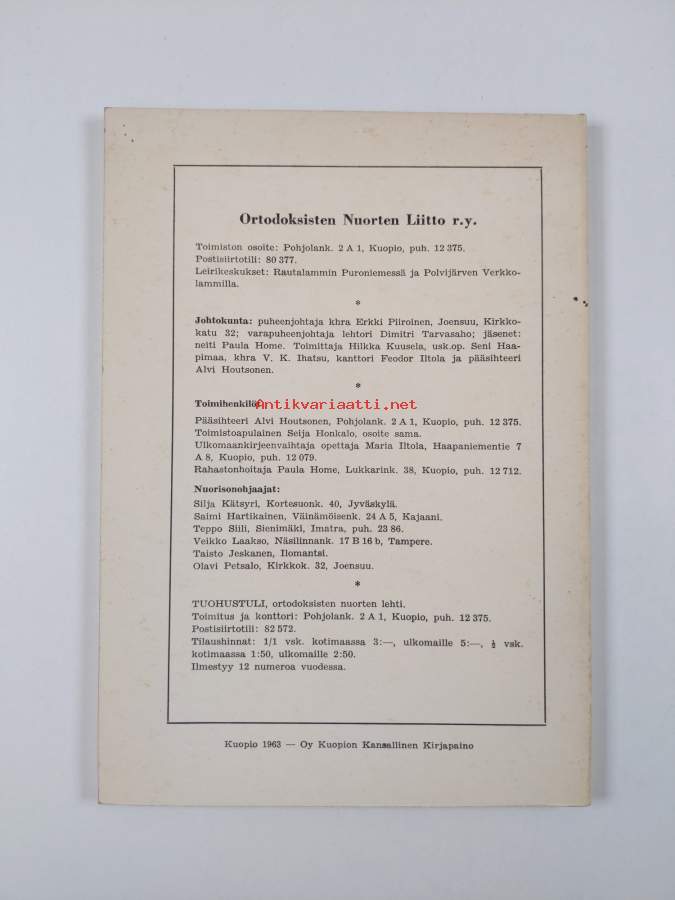 Ortodoksisten Nuorten Liitto r.y.
Toimiston osoite: Pohjolank. 2 A 1, Kuopio, puh. 12 375.
Postisiirtotili: 80 377.
Leirikeskukset: Rautalammin Puroniemessä ja Polvijärven Verkko-
lammilla.
*
Johtokunta: puheenjohtaja khra Erkki Piiroinen, Joensuu, Kirkko-
katu 32; varapuheenjohtaja lehtori Dimitri Tarvasaho; jäsenet:
neiti Paula Home. Toimittaja Hilkka Kuusela, usk.op. Seni Haa-
pimaa, khra V. K. Ihatsu, kanttori Feodor Iltola ja pääsihteeri
Alvi Houtsonen.
*
Toimihenkilöt
Antikvariaatti.net
Pääsihteeri Alvi Houtsonen, Pohjolank. 2 A 1, Kuopio, puh. 12 375.
Toimistoapulainen Seija Honkalo, osoite sama.
Ulkomaankirjeenvaihtaja opettaja Maria Iltola, Haapaniementie 7
A 8, Kuopio, puh. 12 079.
Rahastonhoitaja Paula Home, Lukkarink. 38, Kuopio, puh. 12 712.
Nuorisonohjaajat:
Silja Kätsyri, Kortesuonk. 40, Jyväskylä.
Saimi Hartikainen, Väinämöisenk. 24 A 5, Kajaani.
Teppo Siili, Sienimäki, Imatra, puh. 23 86.
Veikko Laakso, Näsilinnank. 17 B 16 b, Tampere.
Taisto Jeskanen, Ilomantsi.
Olavi Petsalo, Kirkkok. 32, Joensuu.
*
TUOHUSTULI, ortodoksisten nuorten lehti.
Toimitus ja konttori: Pohjolank. 2 A 1, Kuopio, puh. 12 375.
Postisiirtotili: 82 572.
Tilaushinnat: 1/1 vsk. kotimaassa 3:—, ulkomaille 5:—, ½ vsk.
kotimaassa 1:50, ulkomaille 2:50.
Ilmestyy 12 numeroa vuodessa.
Kuopio 1963 — Oy Kuopion Kansallinen Kirjapaino